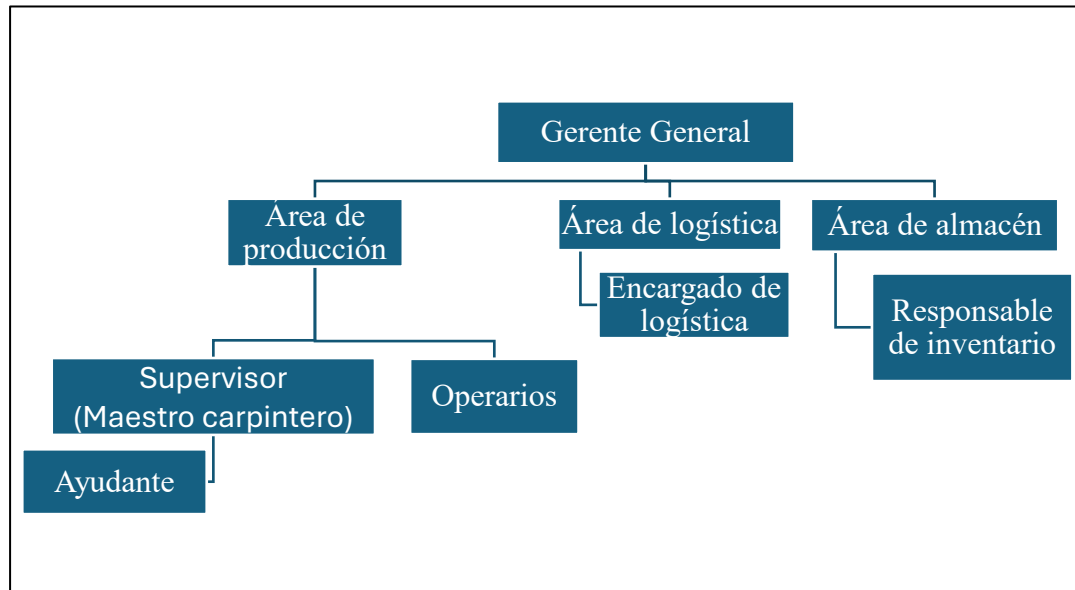 Gerente General
Área de
producción
Área de logística
Área de almacén
Encargado de
logística
Responsable
de inventario
Supervisor
(Maestro carpintero)
Operarios
Ayudante